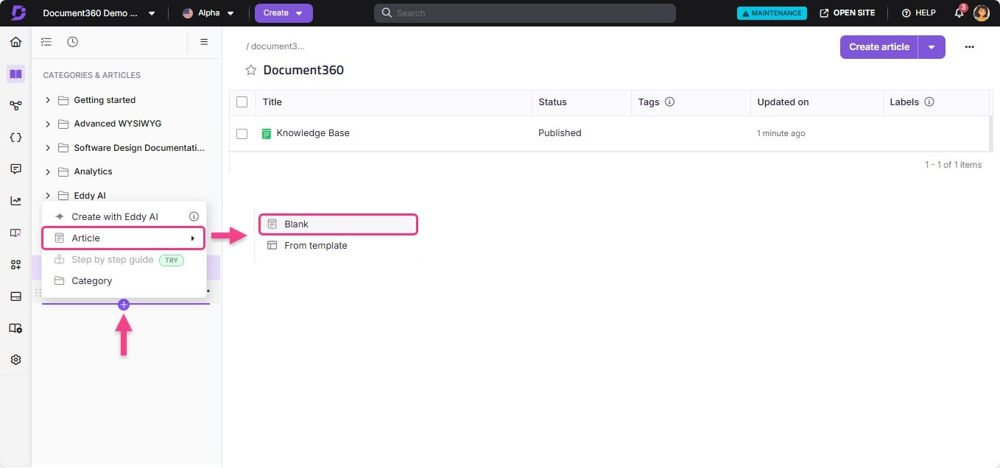 Document360 Demo ...
Alpha
Create
Search
MAINTENANCE
OPEN SITE
HELP
3
CATEGORIES & ARTICLES
Getting started
Advanced WYSIWYG
Software Design Documentati...
Analytics
Eddy AI
Create with Eddy AI
Article
Step by step guide TRY
Category
/ document3...
Document360
Create article
Title Status Tags Updated on Labels
Knowledge Base Published 1 minute ago
1 - 1 of 1 items
Blank
From template